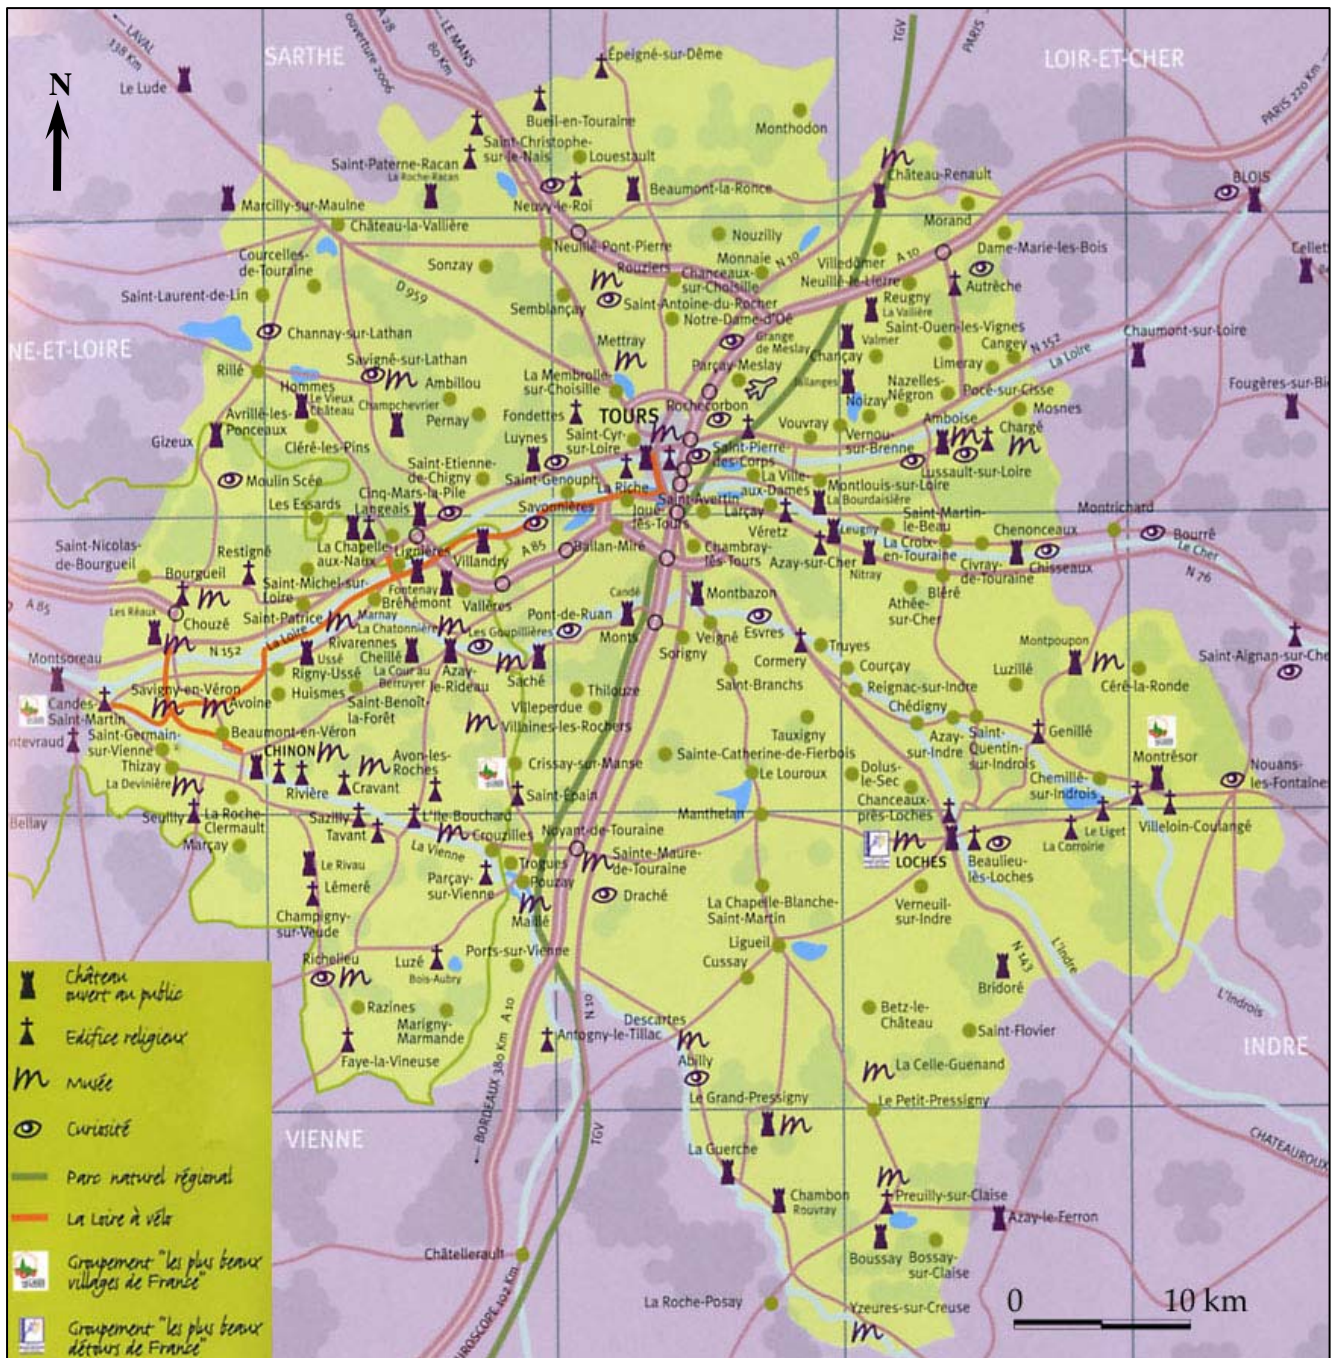 LAVAL
138 Km
A 28
ouverture 2006
LE MANS
80 Km
TGV
PARIS
SARTHE
LOIR-ET-CHER
PARIS 220 Km
N
Le Lude
Épeigné-sur-Dême
Bueil-en-Touraine
Monthodon
Saint-Christophe-
sur-le-Nais
Louestault
Saint-Paterne-Racan
La Roche-Racan
Château-Renault
BLOIS
Marcilly-sur-Maulne
Neuvy-le-Roi
Beaumont-la-Ronce
Morand
Château-la-Vallière
Nouzilly
Dame-Marie-les-Bois
Neuillé-Pont-Pierre
Courcelles-
de-Touraine
Sonzay
Monnaie
N 10
Villedômer
A 10
Rouziers
Chanceaux-
sur-Choisille
Neuillé-le-Lierre
Autrèche
Saint-Laurent-de-Lin
D 959
Semblançay
Saint-Antoine-du-Rocher
Reugny
La Vallière
Notre-Dame-d'Oé
Channay-sur-Lathan
Saint-Ouen-les-Vignes
Chaumont-sur-Loire
NE-ET-LOIRE
Mettray
Grange
de Meslay
Valmer
Cangey
N 152
La Loire
Savigné-sur-Lathan
Parçay-Meslay
Chançay
Limeray
Rillé
La Membrolle-
sur-Choisille
Jallanges
Nazelles-
Négron
Pocé-sur-Cisse
Fougères-sur-Bi
Hommes
Le Vieux
Château
Ambillou
Champchevrier
Fondettes
TOURS
Rochecorbon
Noizay
Mosnes
Avrillé-les-
Ponceaux
Pernay
Amboise
Chargé
Gizeux
Cléré-les-Pins
Luynes
Saint-Cyr-
sur-Loire
Vouvray
Vernou-
sur-Brenne
Saint-Pierre-
des-Corps
Saint-Etienne-
de-Chigny
Saint-Genouph
Lussault-sur-Loire
Moulin Scée
La Ville-
aux-Dames
Montlouis-sur-Loire
La Bourdaisière
Cinq-Mars-la-Pile
La Riche
Les Essards
Langeais
Savonnières
Saint-Avertin
Joué-
lès-Tours
Larçay
Saint-Martin-
le-Beau
Montrichard
Véretz
Leugny
Chenonceaux
Bourré
Saint-Nicolas-
de-Bourgueil
La Chapelle-
aux-Naux
Lignières
A 85
Ballan-Miré
La Croix-
en-Touraine
Le Cher
Restigné
Villandry
Chambray-
lès-Tours
Azay-sur-Cher
Chisseaux
Bourgueil
Nitray
Civray-
de-Touraine
N 76
Saint-Michel-sur-
Loire
Fontenay
Bléré
A 85
Les Réaux
Bréhémont
Vallères
Candé
Montbazon
Athée-
sur-Cher
Chouzé
Saint-Patrice
Marnay
Pont-de-Ruan
La Loire
La Chatonnière
Les Goupillières
Monts
Esvres
N 152
Rivarennes
Veigné
Montpoupon
Montsoreau
Ussé
Cheillé
Sorigny
Cormery
Truyes
Saint-Aignan-sur-Che
Rigny-Ussé
La Cour au
Berruyer
Azay-
le-Rideau
Saché
Courçay
Luzillé
Savigny-en-Véron
Saint-Branchs
Céré-la-Ronde
Candes-
Saint-Martin
Avoine
Huismes
Saint-Benoît-
la-Forêt
Thilouze
Reignac-sur-Indre
Villeperdue
Chédigny
Saint-Germain-
sur-Vienne
Beaumont-en-Véron
Villaines-les-Rochers
Tauxigny
Azay-
sur-Indre
Saint-
Quentin-
sur-Indrois
Genillé
ntevraud
CHINON
Avon-les-
Roches
Sainte-Catherine-de-Fierbois
Montrésor
Thizay
Crissay-sur-Manse
Dolus-
le-Sec
Nouans-
les-Fontaine
La Devinière
Rivière
Cravant
Le Louroux
Chemillé-
sur-Indrois
Saint-Épain
Chanceaux-
près-Loches
Seuilly
La Roche-
Clermault
Sazilly
L'Ile-Bouchard
Manthelan
Bellay
Tavant
Crouzilles
Noyant-de-Touraine
Le Liget
Villeloin-Coulangé
La Corroirie
Marçay
La Vienne
Sainte-Maure-
de-Touraine
LOCHES
Beaulieu-
lès-Loches
Le Rivau
Trogues
Parçay-
sur-Vienne
Pouzay
Lémeré
Draché
Verneuil-
sur-Indre
Champigny-
sur-Veude
Maillé
La Chapelle-Blanche-
Saint-Martin
Richelieu
Ligueil
N 143
L'Indre
Luzé
Bois-Aubry
Ports-sur-Vienne
Cussay
Bridoré
L'Indrois
Razines
Betz-le-
Château
Marigny-
Marmande
A 10
N 10
Descartes
Saint-Flovier
Faye-la-Vineuse
Antogny-le-Tillac
INDRE
Abilly
La Celle-Guenand
BORDEAUX 380 Km
Le Grand-Pressigny
Le Petit-Pressigny
VIENNE
TGV
CHATEAUROUX
La Guerche
Chambon
Rouvray
Preuilly-sur-Claise
Azay-le-Ferron
Châtellerault
Boussay
Bossay-
sur-Claise
UROSCOPE 102 Km
La Roche-Posay
Yzeures-sur-Creuse
0 10 km
Château
ouvert au public
Edifice religieux
Musée
Curiosité
Parc naturel régional
La Loire à vélo
Groupement "les plus beaux
villages de France"
Groupement "les plus beaux
détours de France"